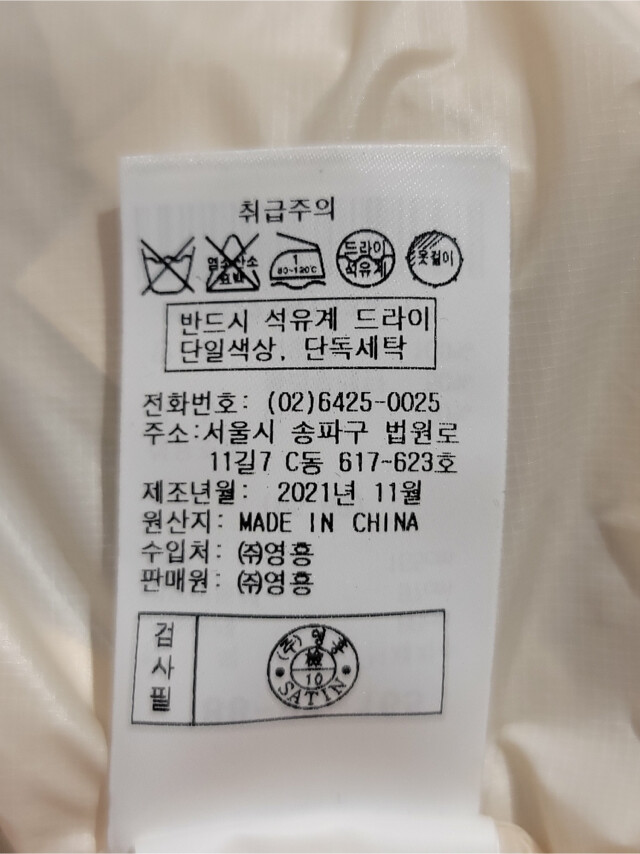 취급주의
염소산소
표백
1
80~120℃
드라이
석유계
옷걸이
반드시 석유계 드라이
단일색상, 단독세탁
전화번호: (02)6425-0025
주소:서울시 송파구 법원로
11길7 C동 617-623호
제조년월: 2021년 11월
원산지: MADE IN CHINA
수입처: ㈜영흥
판매원: ㈜영흥
검사필
(주)영흥
檢
10
SATIN